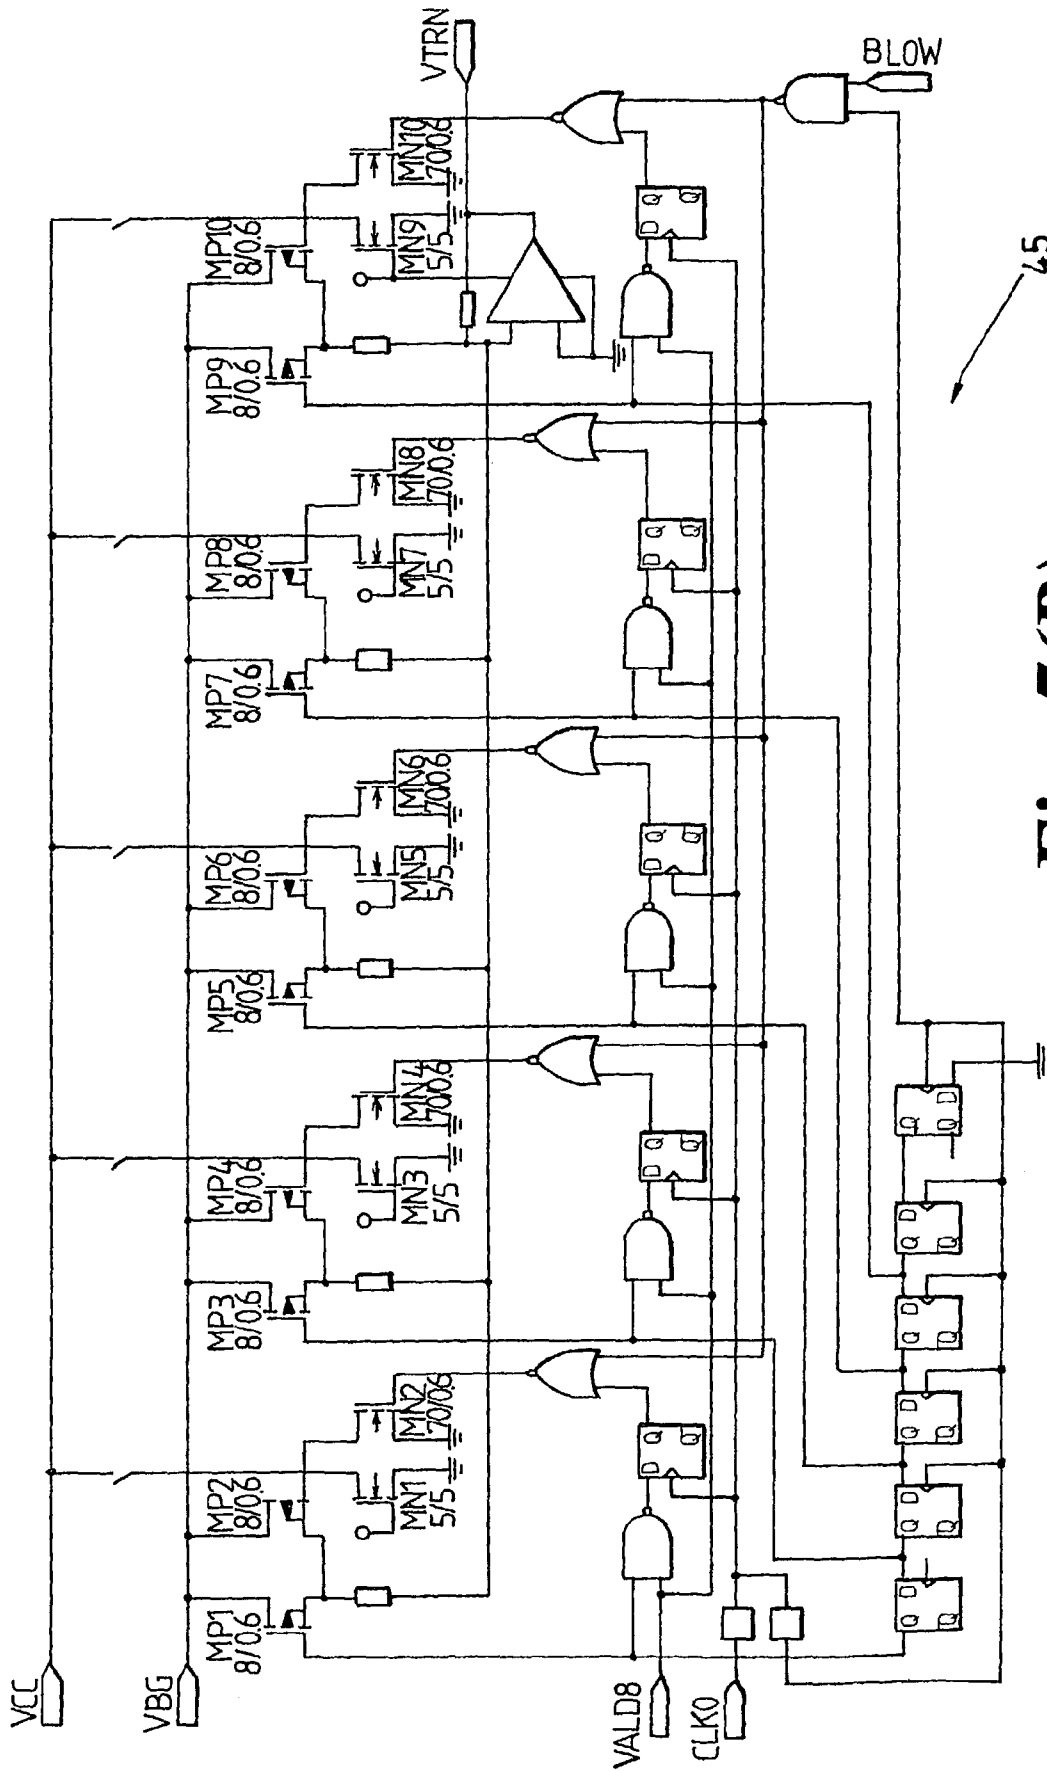 VCC
VBG
VALD8
CLK0
VTRN
BLOW
MP1
8/0.6
MP2
8/0.6
MN1
5/5
MN2
70/0.6
MP3
8/0.6
MP4
8/0.6
MN3
5/5
MN4
70/0.6
MP5
8/0.6
MP6
8/0.6
MN5
5/5
MN6
70/0.6
MP7
8/0.6
MP8
8/0.6
MN7
5/5
MN8
70/0.6
MP9
8/0.6
MP10
8/0.6
MN9
5/5
MN10
70/0.6
D Q
Q
D Q
Q
D Q
Q
D Q
Q
D Q
Q
Q D
Q
Q D
Q
Q D
Q
Q D
Q
Q D
Q
Q
Q D
45